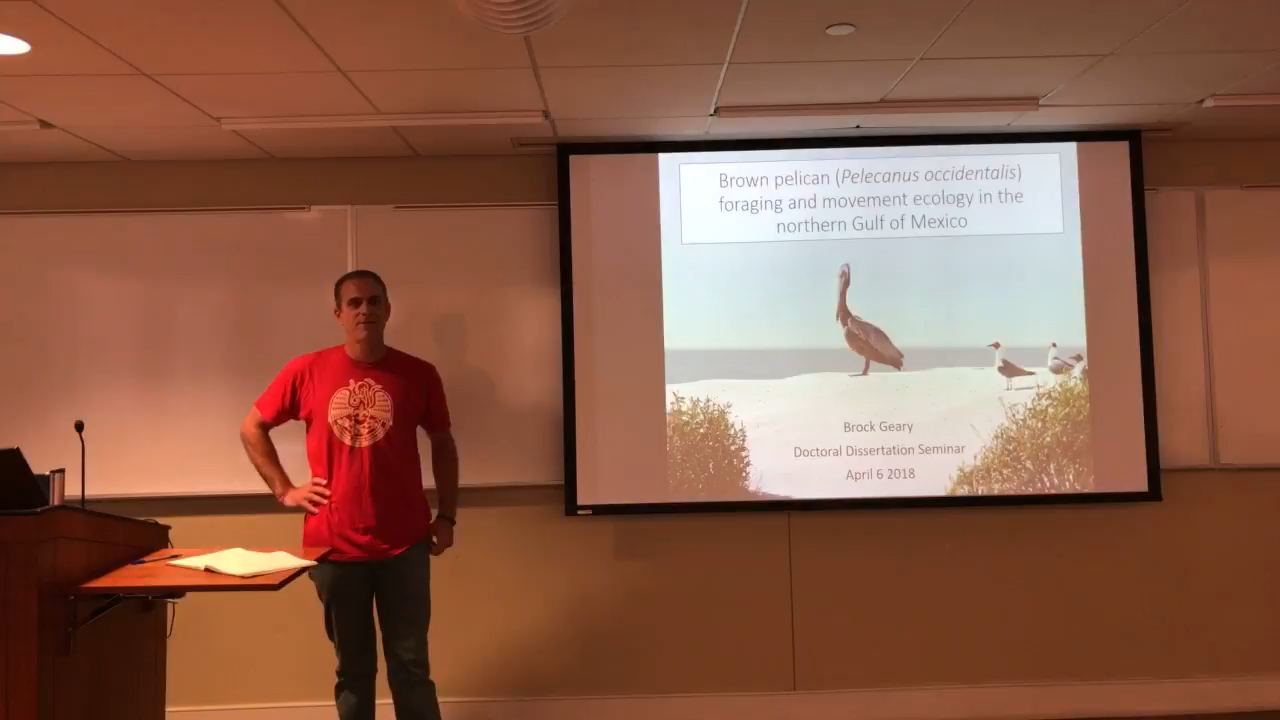 Brown pelican (Pelecanus occidentalis)
foraging and movement ecology in the
northern Gulf of Mexico
Brock Geary
Doctoral Dissertation Seminar
April 6 2018